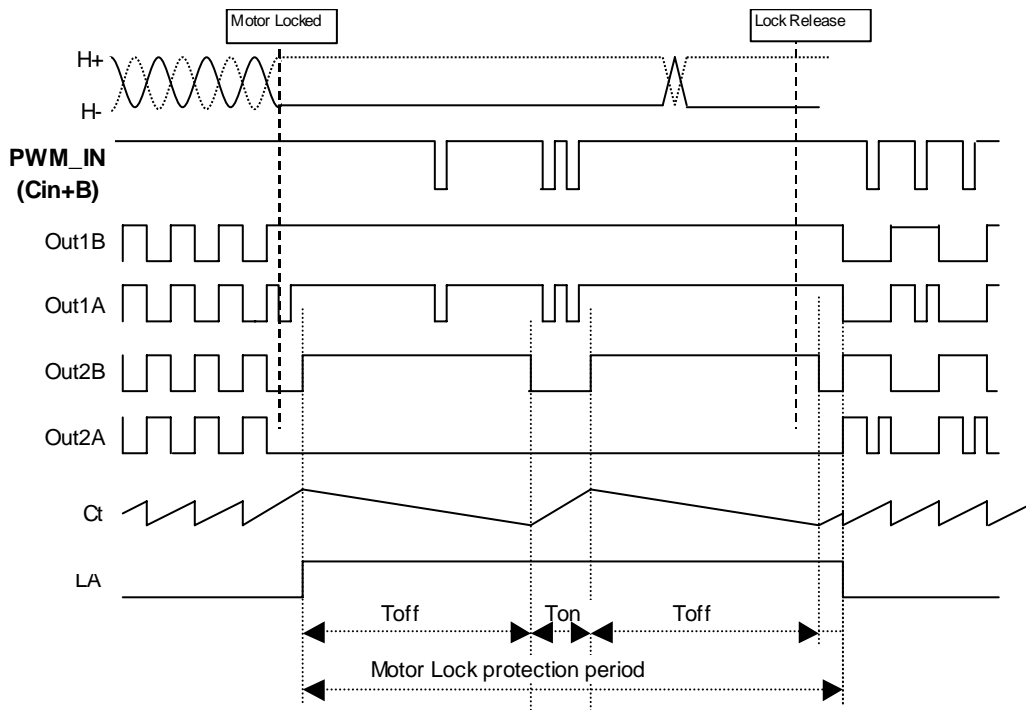 Motor Locked
Lock Release
H+
H-
PWM_IN
(Cin+B)
Out1B
Out1A
Out2B
Out2A
Ct
LA
Toff
Ton
Toff
Motor Lock protection period